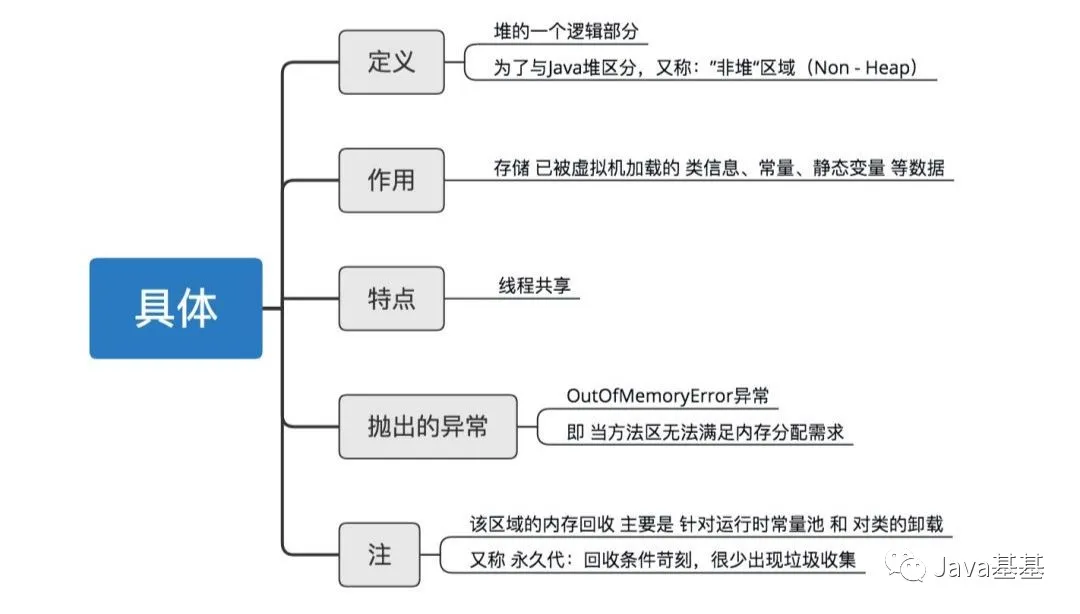 具体
定义
堆的一个逻辑部分
为了与Java堆区分，又称：”非堆“区域（Non - Heap）
作用
存储 已被虚拟机加载的 类信息、常量、静态变量 等数据
特点
线程共享
抛出的异常
OutOfMemoryError异常
即 当方法区无法满足内存分配需求
注
该区域的内存回收 主要是 针对运行时常量池 和 对类的卸载
又称 永久代：回收条件苛刻，很少出现垃圾收集
Java基基